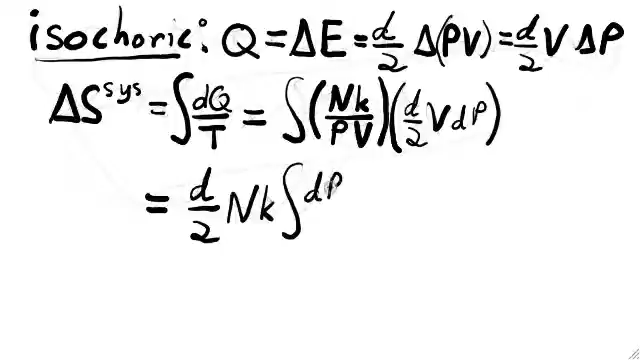 isochoric: Q = ΔE = d/2 Δ(PV) = d/2 V ΔP
ΔS^sys = ∫ dQ/T = ∫ (Nk/PV) (d/2 V dP)
= d/2 Nk ∫ dP